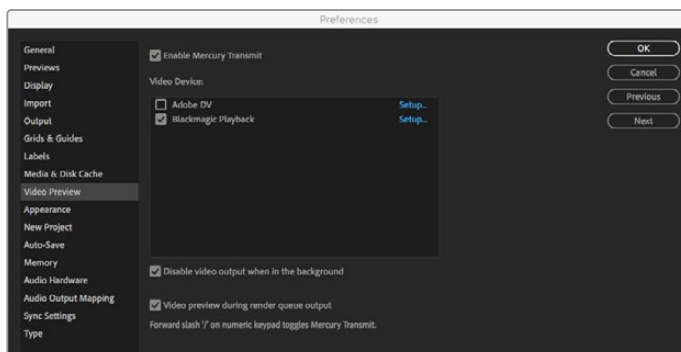 Preferences
General
Previews
Display
Import
Output
Grids & Guides
Labels
Media & Disk Cache
Video Preview
Appearance
New Project
Auto-Save
Memory
Audio Hardware
Audio Output Mapping
Sync Settings
Type
Enable Mercury Transmit
Video Device:
Adobe DV Setup...
Blackmagic Playback Setup...
Disable video output when in the background
Video preview during render queue output
Forward slash '/' on numeric keypad toggles Mercury Transmit.
OK
Cancel
Previous
Next